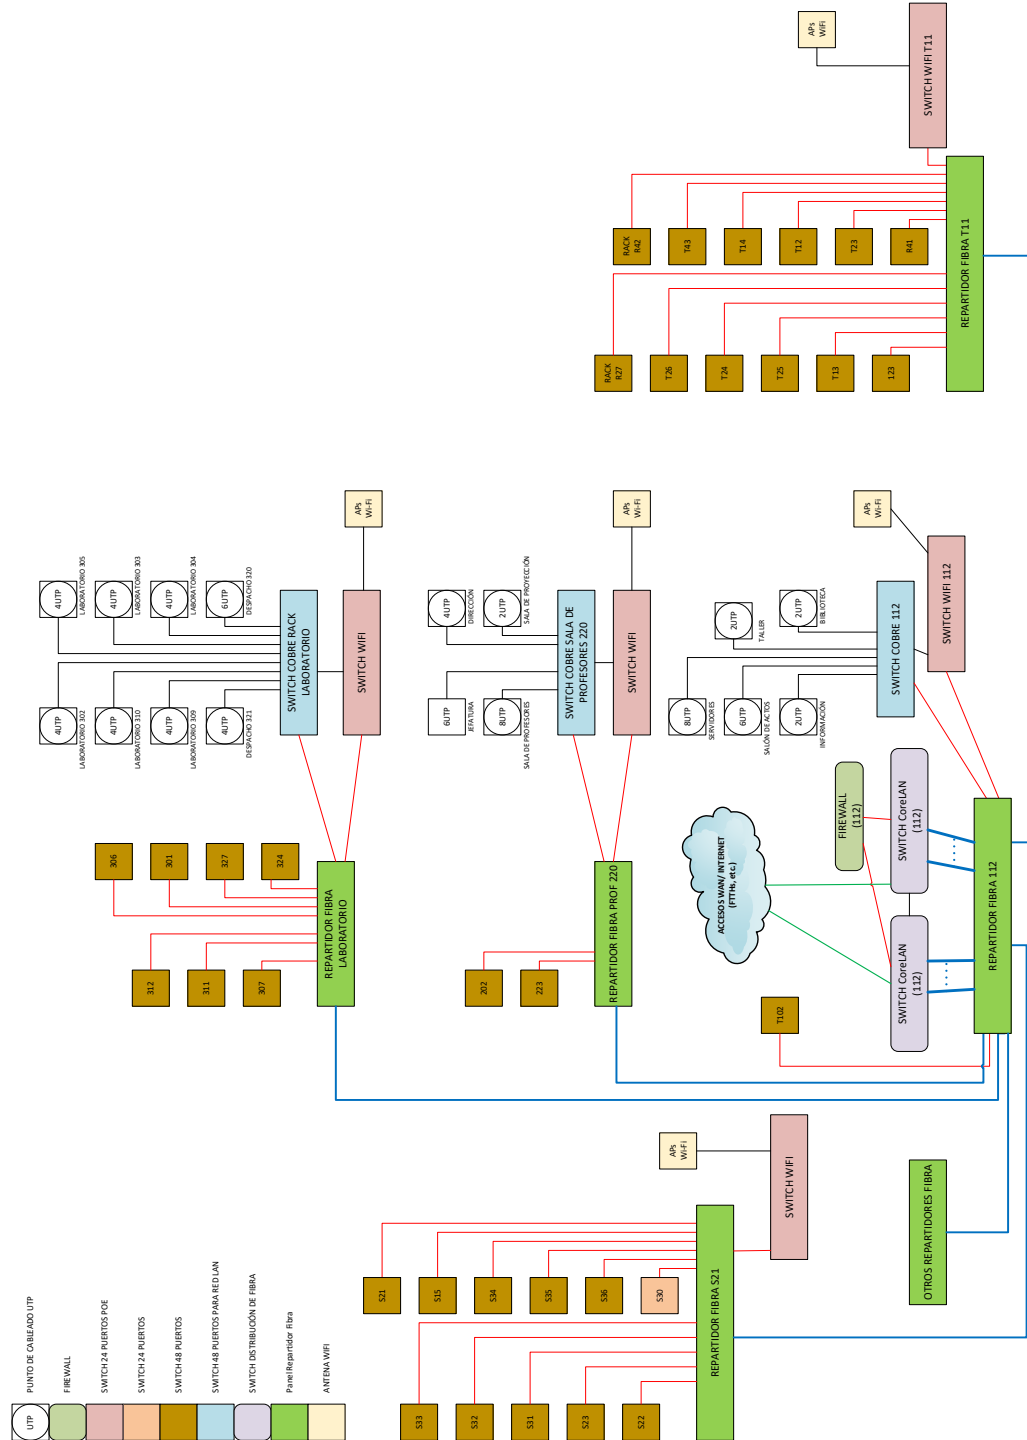 UTP
PUNTO DE CABLEADO UTP
FIREWALL
SWITCH 24 PUERTOS POE
SWITCH 24 PUERTOS
SWITCH 48 PUERTOS
SWITCH 48 PUERTOS PARA RED LAN
SWITCH DISTRIBUCIÓN DE FIBRA
Panel Repartidor Fibra
ANTENA WIFI
4UTP
LABORATORIO 302
4UTP
LABORATORIO 310
4UTP
LABORATORIO 309
4UTP
DESPACHO 321
4UTP
LABORATORIO 305
4UTP
LABORATORIO 303
4UTP
LABORATORIO 304
6UTP
DESPACHO 320
SWITCH COBRE RACK
LABORATORIO
SWITCH WIFI
APs
Wi-Fi
306
301
327
324
312
311
307
REPARTIDOR FIBRA
LABORATORIO
6UTP
JEFATURA
8UTP
SALA DE PROFESORES
4UTP
DIRECCIÓN
2UTP
SALA DE PROYECCIÓN
SWITCH COBRE SALA DE
PROFESORES 220
SWITCH WIFI
APs
Wi-Fi
202
223
REPARTIDOR FIBRA PROF 220
8UTP
SERVIDORES
6UTP
SALÓN DE ACTOS
2UTP
INFORMACIÓN
2UTP
TALLER
2UTP
BIBLIOTECA
SWITCH COBRE 112
SWITCH WIFI 112
APs
Wi-Fi
ACCESOS WAN/ INTERNET
(FTTHs, etc.)
FIREWALL
(112)
SWITCH CoreLAN
(112)
SWITCH CoreLAN
(112)
T102
REPARTIDOR FIBRA 112
S21
S15
S34
S35
S36
S30
S33
S32
S31
S23
S22
REPARTIDOR FIBRA S21
SWITCH WIFI
APs
Wi-Fi
OTROS REPARTIDORES FIBRA
RACK
R42
T43
T14
T12
T23
R41
RACK
R27
T26
T24
T25
T13
123
REPARTIDOR FIBRA T11
SWITCH WIFI T11
APs
WiFi